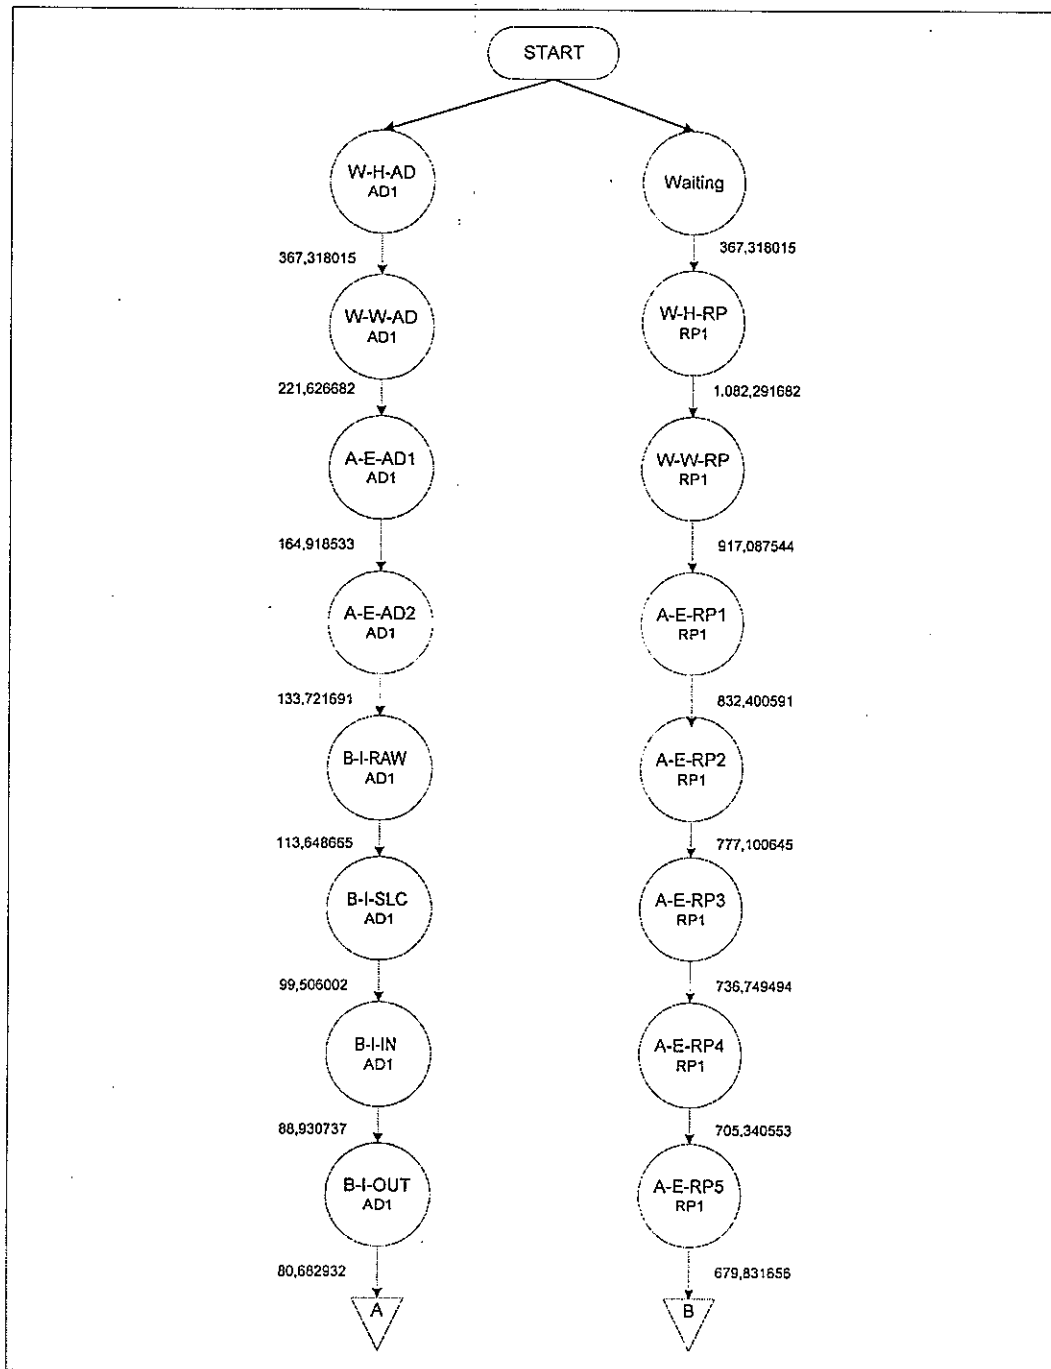 START
W-H-AD
AD1
Waiting
367,318015
367,318015
W-W-AD
AD1
W-H-RP
RP1
221,626682
1.082,291682
A-E-AD1
AD1
W-W-RP
RP1
164,918533
917,087544
A-E-AD2
AD1
A-E-RP1
RP1
133,721691
832,400591
B-I-RAW
AD1
A-E-RP2
RP1
113,648655
777,100645
B-I-SLC
AD1
A-E-RP3
RP1
99,506002
736,749494
B-I-IN
AD1
A-E-RP4
RP1
88,930737
705,340553
B-I-OUT
AD1
A-E-RP5
RP1
80,682932
679,831656
A
B